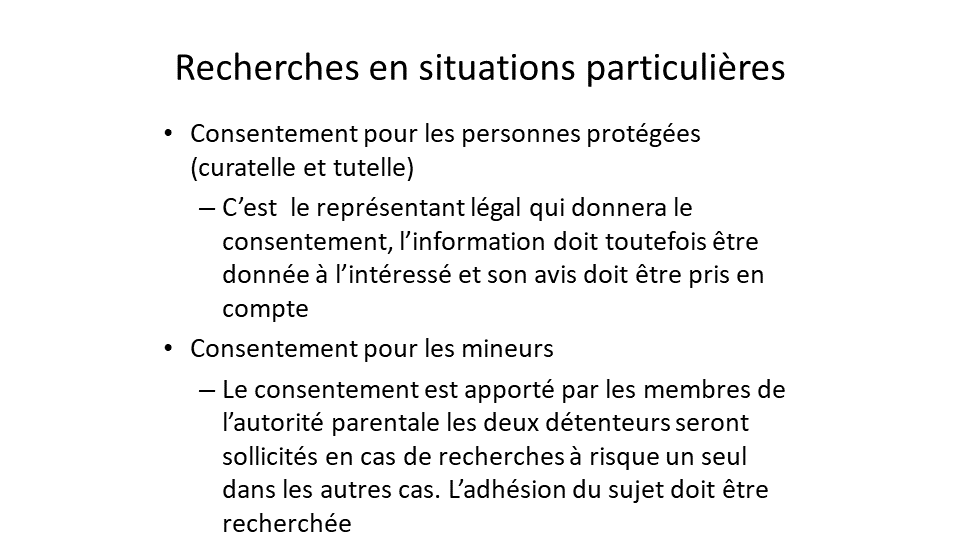 Recherches en situations particulières
• Consentement pour les personnes protégées
(curatelle et tutelle)
– C’est  le représentant légal qui donnera le
consentement, l’information doit toutefois être
donnée à l’intéressé et son avis doit être pris en
compte
• Consentement pour les mineurs
– Le consentement est apporté par les membres de
l’autorité parentale les deux détenteurs seront
sollicités en cas de recherches à risque un seul
dans les autres cas. L’adhésion du sujet doit être
recherchée